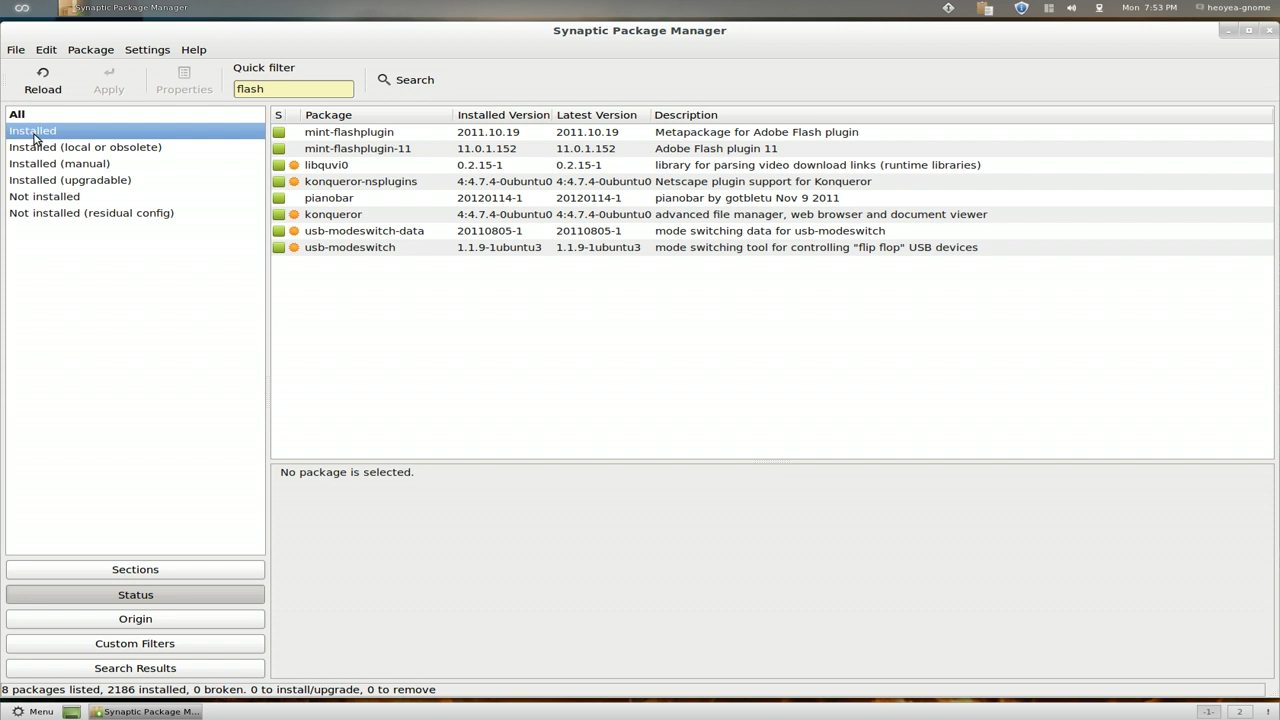 Synaptic Package Manager
Mon, 7:53 PM
heoyea-gnome
Synaptic Package Manager
File Edit Package Settings Help
Reload
Apply
Properties
Quick filter
flash
Search
All
Installed
Installed (local or obsolete)
Installed (manual)
Installed (upgradable)
Not installed
Not installed (residual config)
S Package Installed Version Latest Version Description
mint-flashplugin 2011.10.19 2011.10.19 Metapackage for Adobe Flash plugin
mint-flashplugin-11 11.0.1.152 11.0.1.152 Adobe Flash plugin 11
libquvi0 0.2.15-1 0.2.15-1 library for parsing video download links (runtime libraries)
konqueror-nsplugins 4:4.7.4-0ubuntu0 4:4.7.4-0ubuntu0 Netscape plugin support for Konqueror
pianobar 20120114-1 20120114-1 pianobar by gotbletu Nov 9 2011
konqueror 4:4.7.4-0ubuntu0 4:4.7.4-0ubuntu0 advanced file manager, web browser and document viewer
usb-modeswitch-data 20110805-1 20110805-1 mode switching data for usb-modeswitch
usb-modeswitch 1.1.9-1ubuntu3 1.1.9-1ubuntu3 mode switching tool for controlling "flip flop" USB devices
No package is selected.
Sections
Status
Origin
Custom Filters
Search Results
8 packages listed, 2186 installed, 0 broken. 0 to install/upgrade, 0 to remove
Menu
Synaptic Package M...
-1-
2